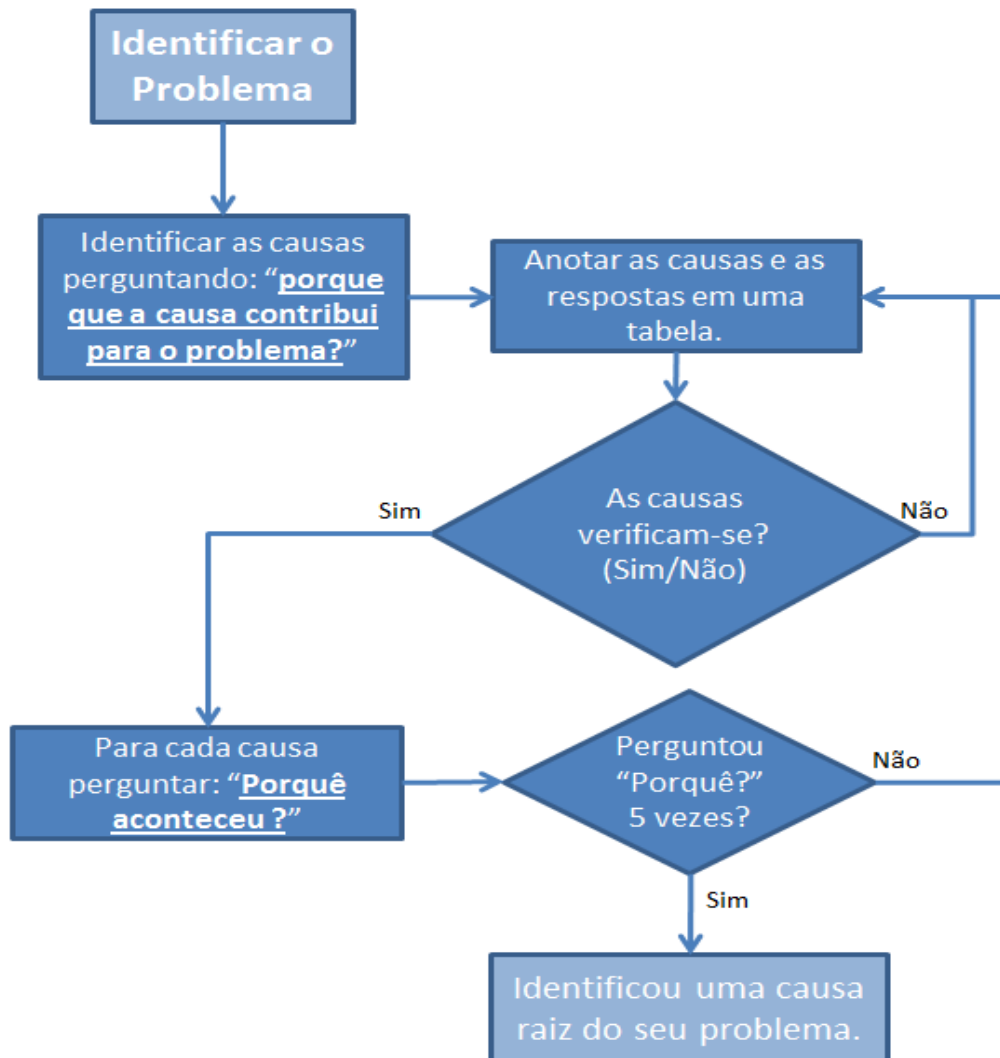 Identificar o
Problema
Identificar as causas
perguntando: “porque
que a causa contribui
para o problema?”
Anotar as causas e as
respostas em uma
tabela.
As causas
verificam-se?
(Sim/Não)
Sim
Não
Para cada causa
perguntar: “Porquê
aconteceu ?”
Perguntou
“Porquê?”
5 vezes?
Não
Sim
Identificou uma causa
raiz do seu problema.